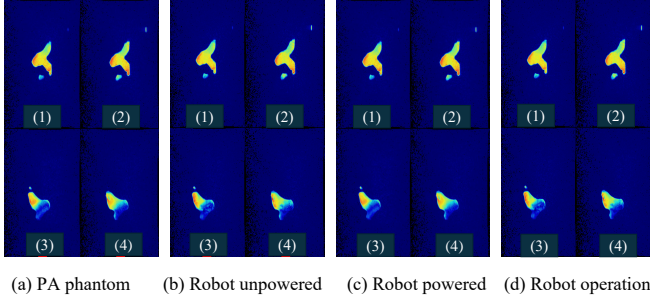 (1) (2) (1) (2) (1) (2) (1) (2)
(3) (4) (3) (4) (3) (4) (3) (4)
(a) PA phantom (b) Robot unpowered (c) Robot powered (d) Robot operation